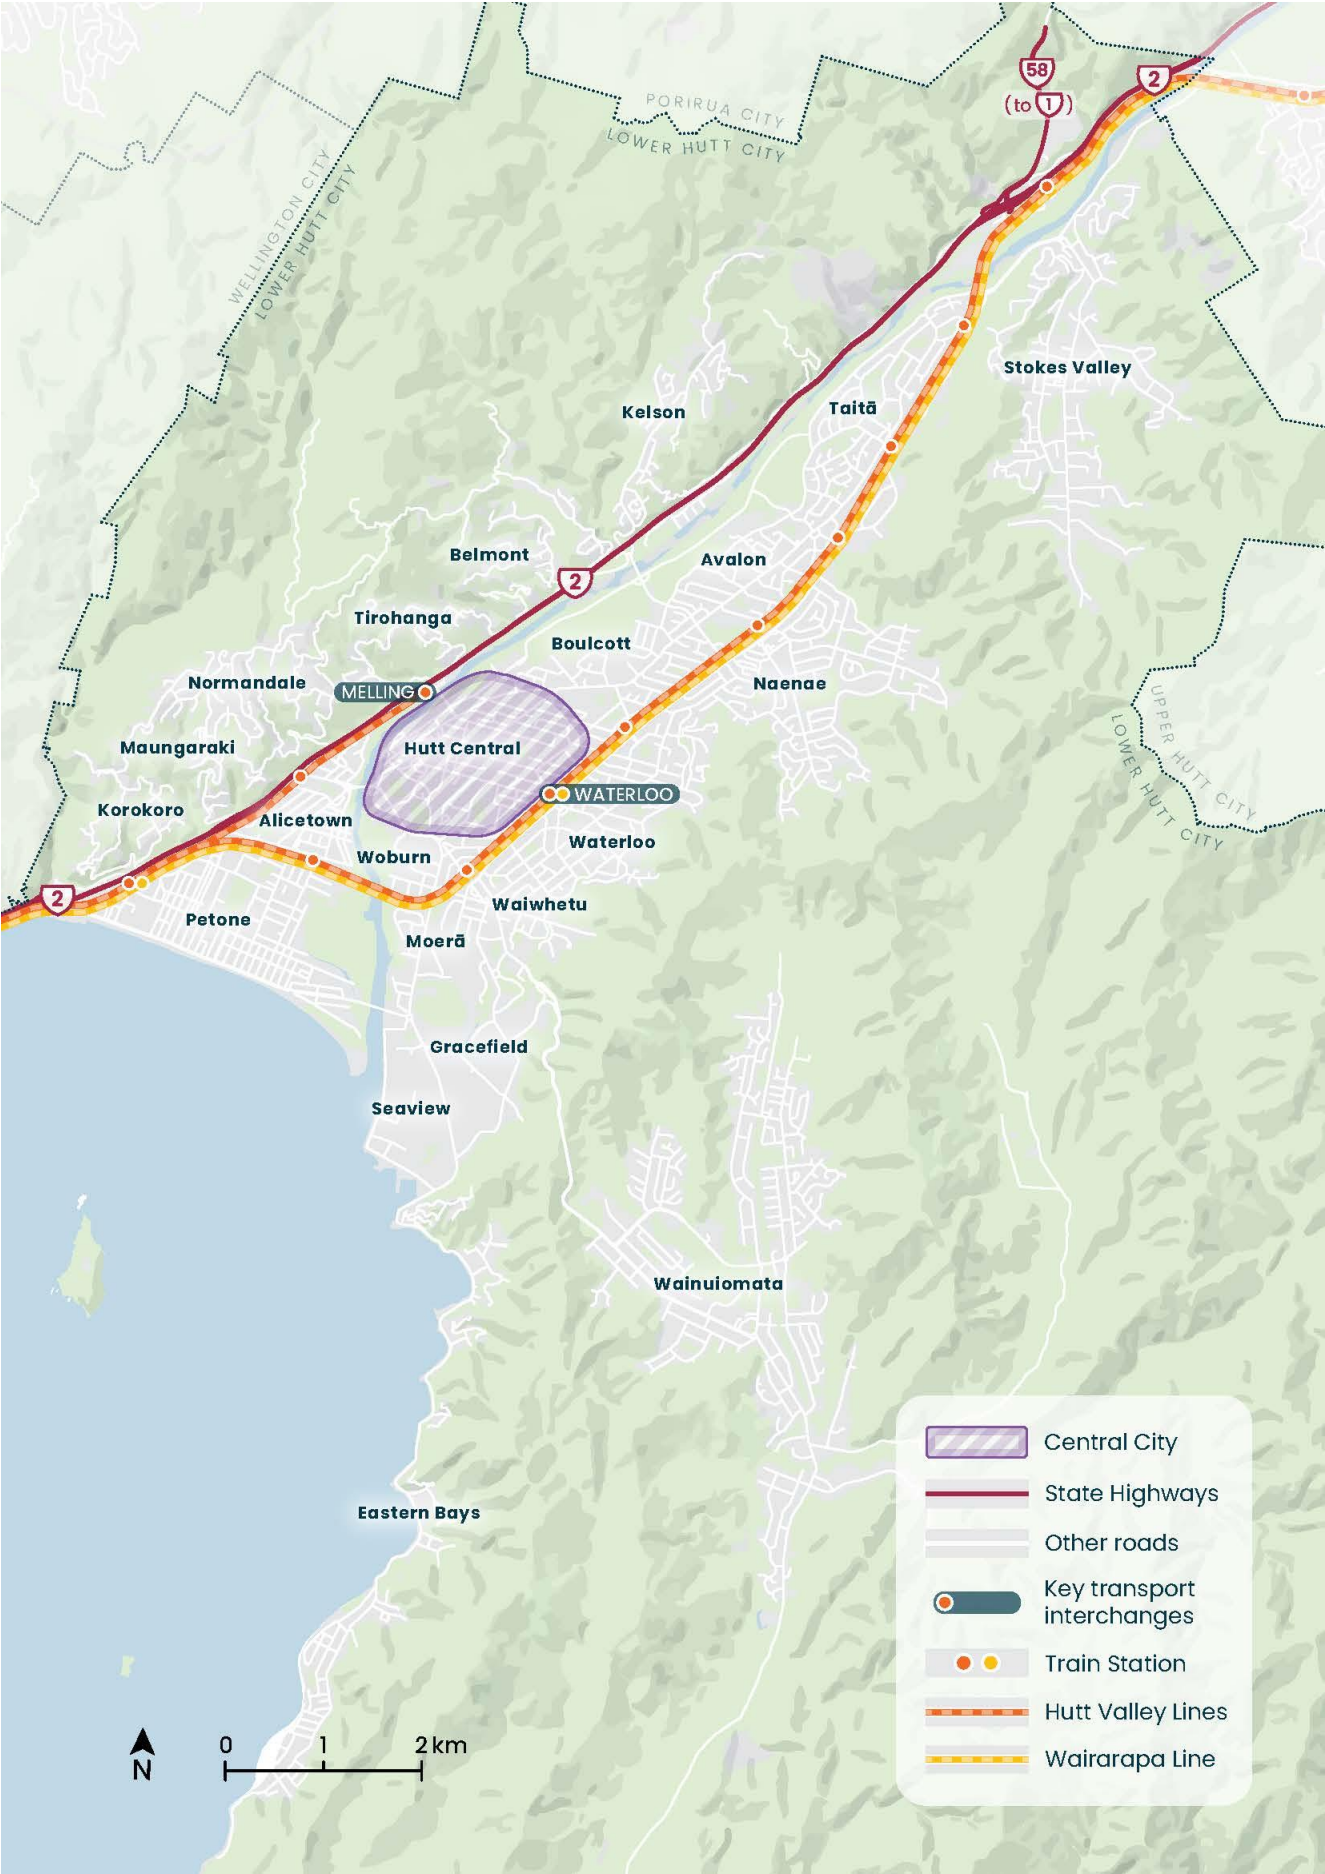 58
(to 1)
2
PORIRUA CITY
LOWER HUTT CITY
WELLINGTON CITY
LOWER HUTT CITY
Stokes Valley
Kelson
Taitā
Belmont
Avalon
2
Tirohanga
Boulcott
Normandale
MELLING
Naenae
UPPER HUTT CITY
LOWER HUTT CITY
Maungaraki
Hutt Central
WATERLOO
Korokoro
Alicetown
Waterloo
Woburn
2
Waiwhetu
Petone
Moerā
Gracefield
Seaview
Wainuiomata
Eastern Bays
Central City
State Highways
Other roads
Key transport
interchanges
Train Station
Hutt Valley Lines
Wairarapa Line
N
0 1 2 km